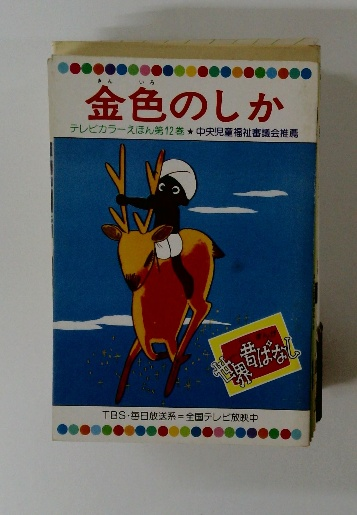 きん いろ
金色のしか
テレビカラーえほん第12巻★中央児童福祉審議会推薦
世界昔ばなし
TBS・毎日放送系=全国テレビ放映中